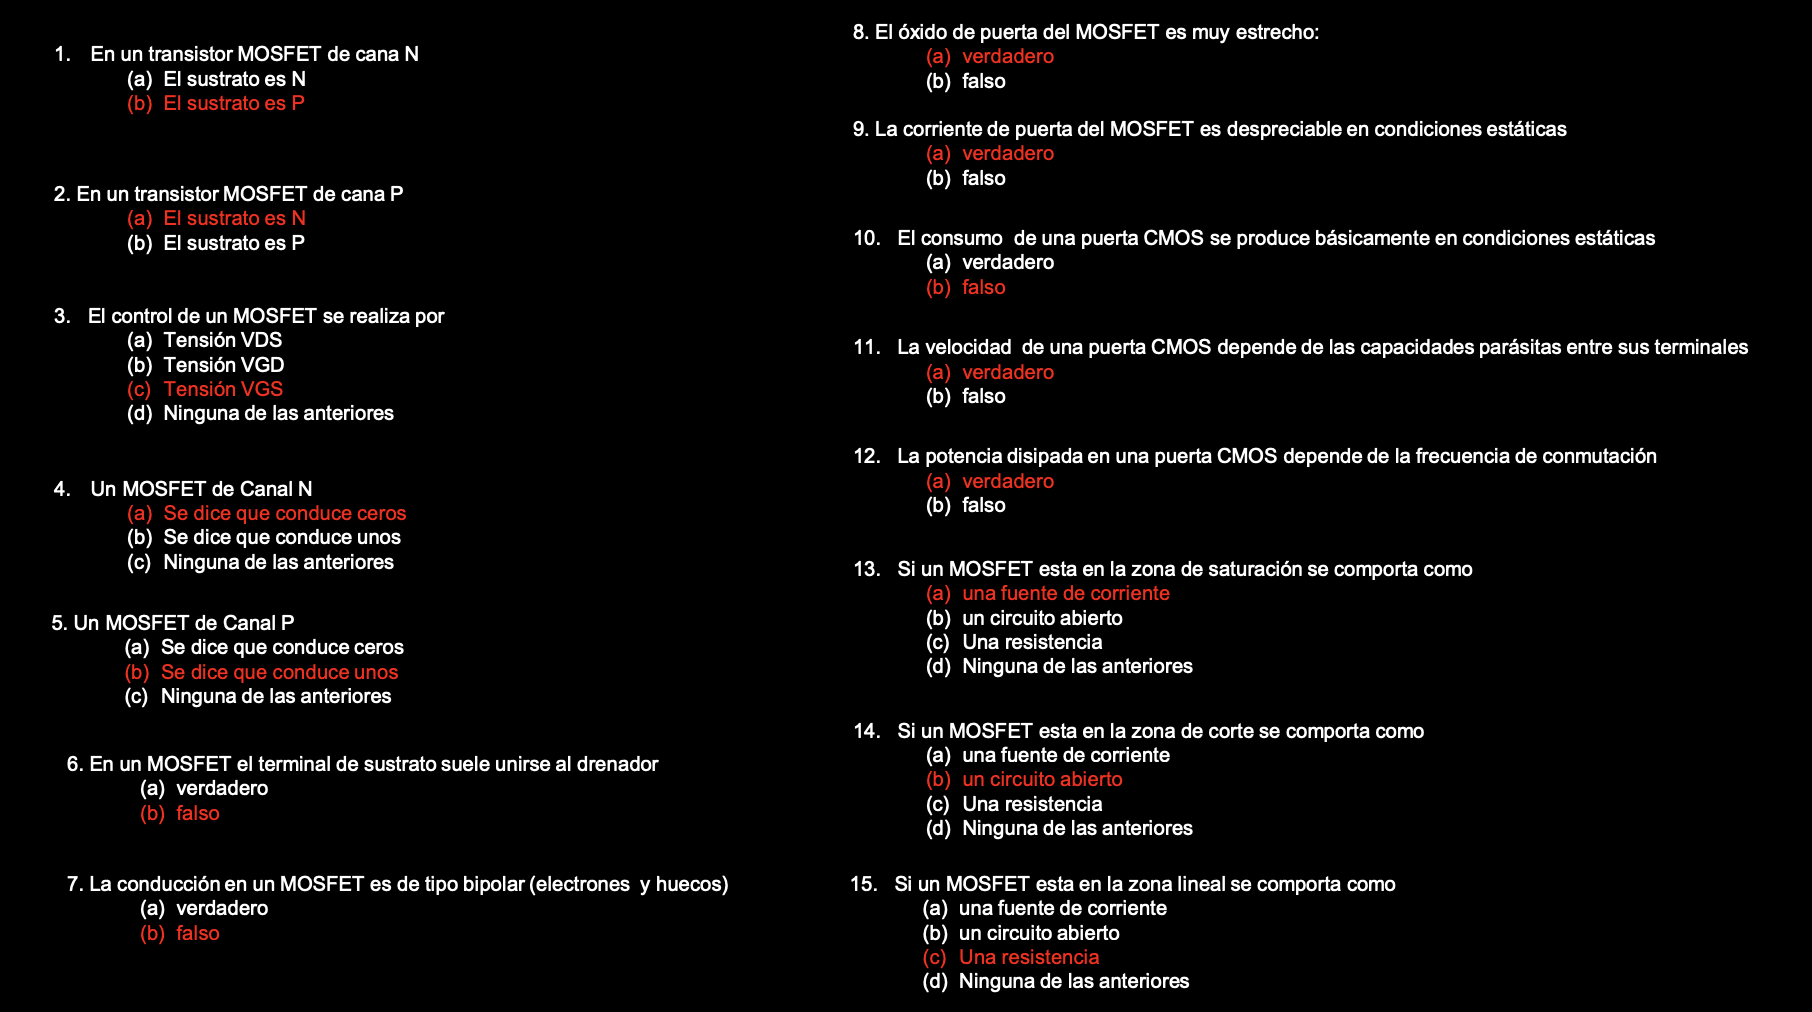 1. En un transistor MOSFET de cana N
(a) El sustrato es N
(b) El sustrato es P
2. En un transistor MOSFET de cana P
(a) El sustrato es N
(b) El sustrato es P
3. El control de un MOSFET se realiza por
(a) Tensión VDS
(b) Tensión VGD
(c) Tensión VGS
(d) Ninguna de las anteriores
4. Un MOSFET de Canal N
(a) Se dice que conduce ceros
(b) Se dice que conduce unos
(c) Ninguna de las anteriores
5. Un MOSFET de Canal P
(a) Se dice que conduce ceros
(b) Se dice que conduce unos
(c) Ninguna de las anteriores
6. En un MOSFET el terminal de sustrato suele unirse al drenador
(a) verdadero
(b) falso
7. La conducción en un MOSFET es de tipo bipolar (electrones y huecos)
(a) verdadero
(b) falso
8. El óxido de puerta del MOSFET es muy estrecho:
(a) verdadero
(b) falso
9. La corriente de puerta del MOSFET es despreciable en condiciones estáticas
(a) verdadero
(b) falso
10. El consumo de una puerta CMOS se produce básicamente en condiciones estáticas
(a) verdadero
(b) falso
11. La velocidad de una puerta CMOS depende de las capacidades parásitas entre sus terminales
(a) verdadero
(b) falso
12. La potencia disipada en una puerta CMOS depende de la frecuencia de conmutación
(a) verdadero
(b) falso
13. Si un MOSFET esta en la zona de saturación se comporta como
(a) una fuente de corriente
(b) un circuito abierto
(c) Una resistencia
(d) Ninguna de las anteriores
14. Si un MOSFET esta en la zona de corte se comporta como
(a) una fuente de corriente
(b) un circuito abierto
(c) Una resistencia
(d) Ninguna de las anteriores
15. Si un MOSFET esta en la zona lineal se comporta como
(a) una fuente de corriente
(b) un circuito abierto
(c) Una resistencia
(d) Ninguna de las anteriores